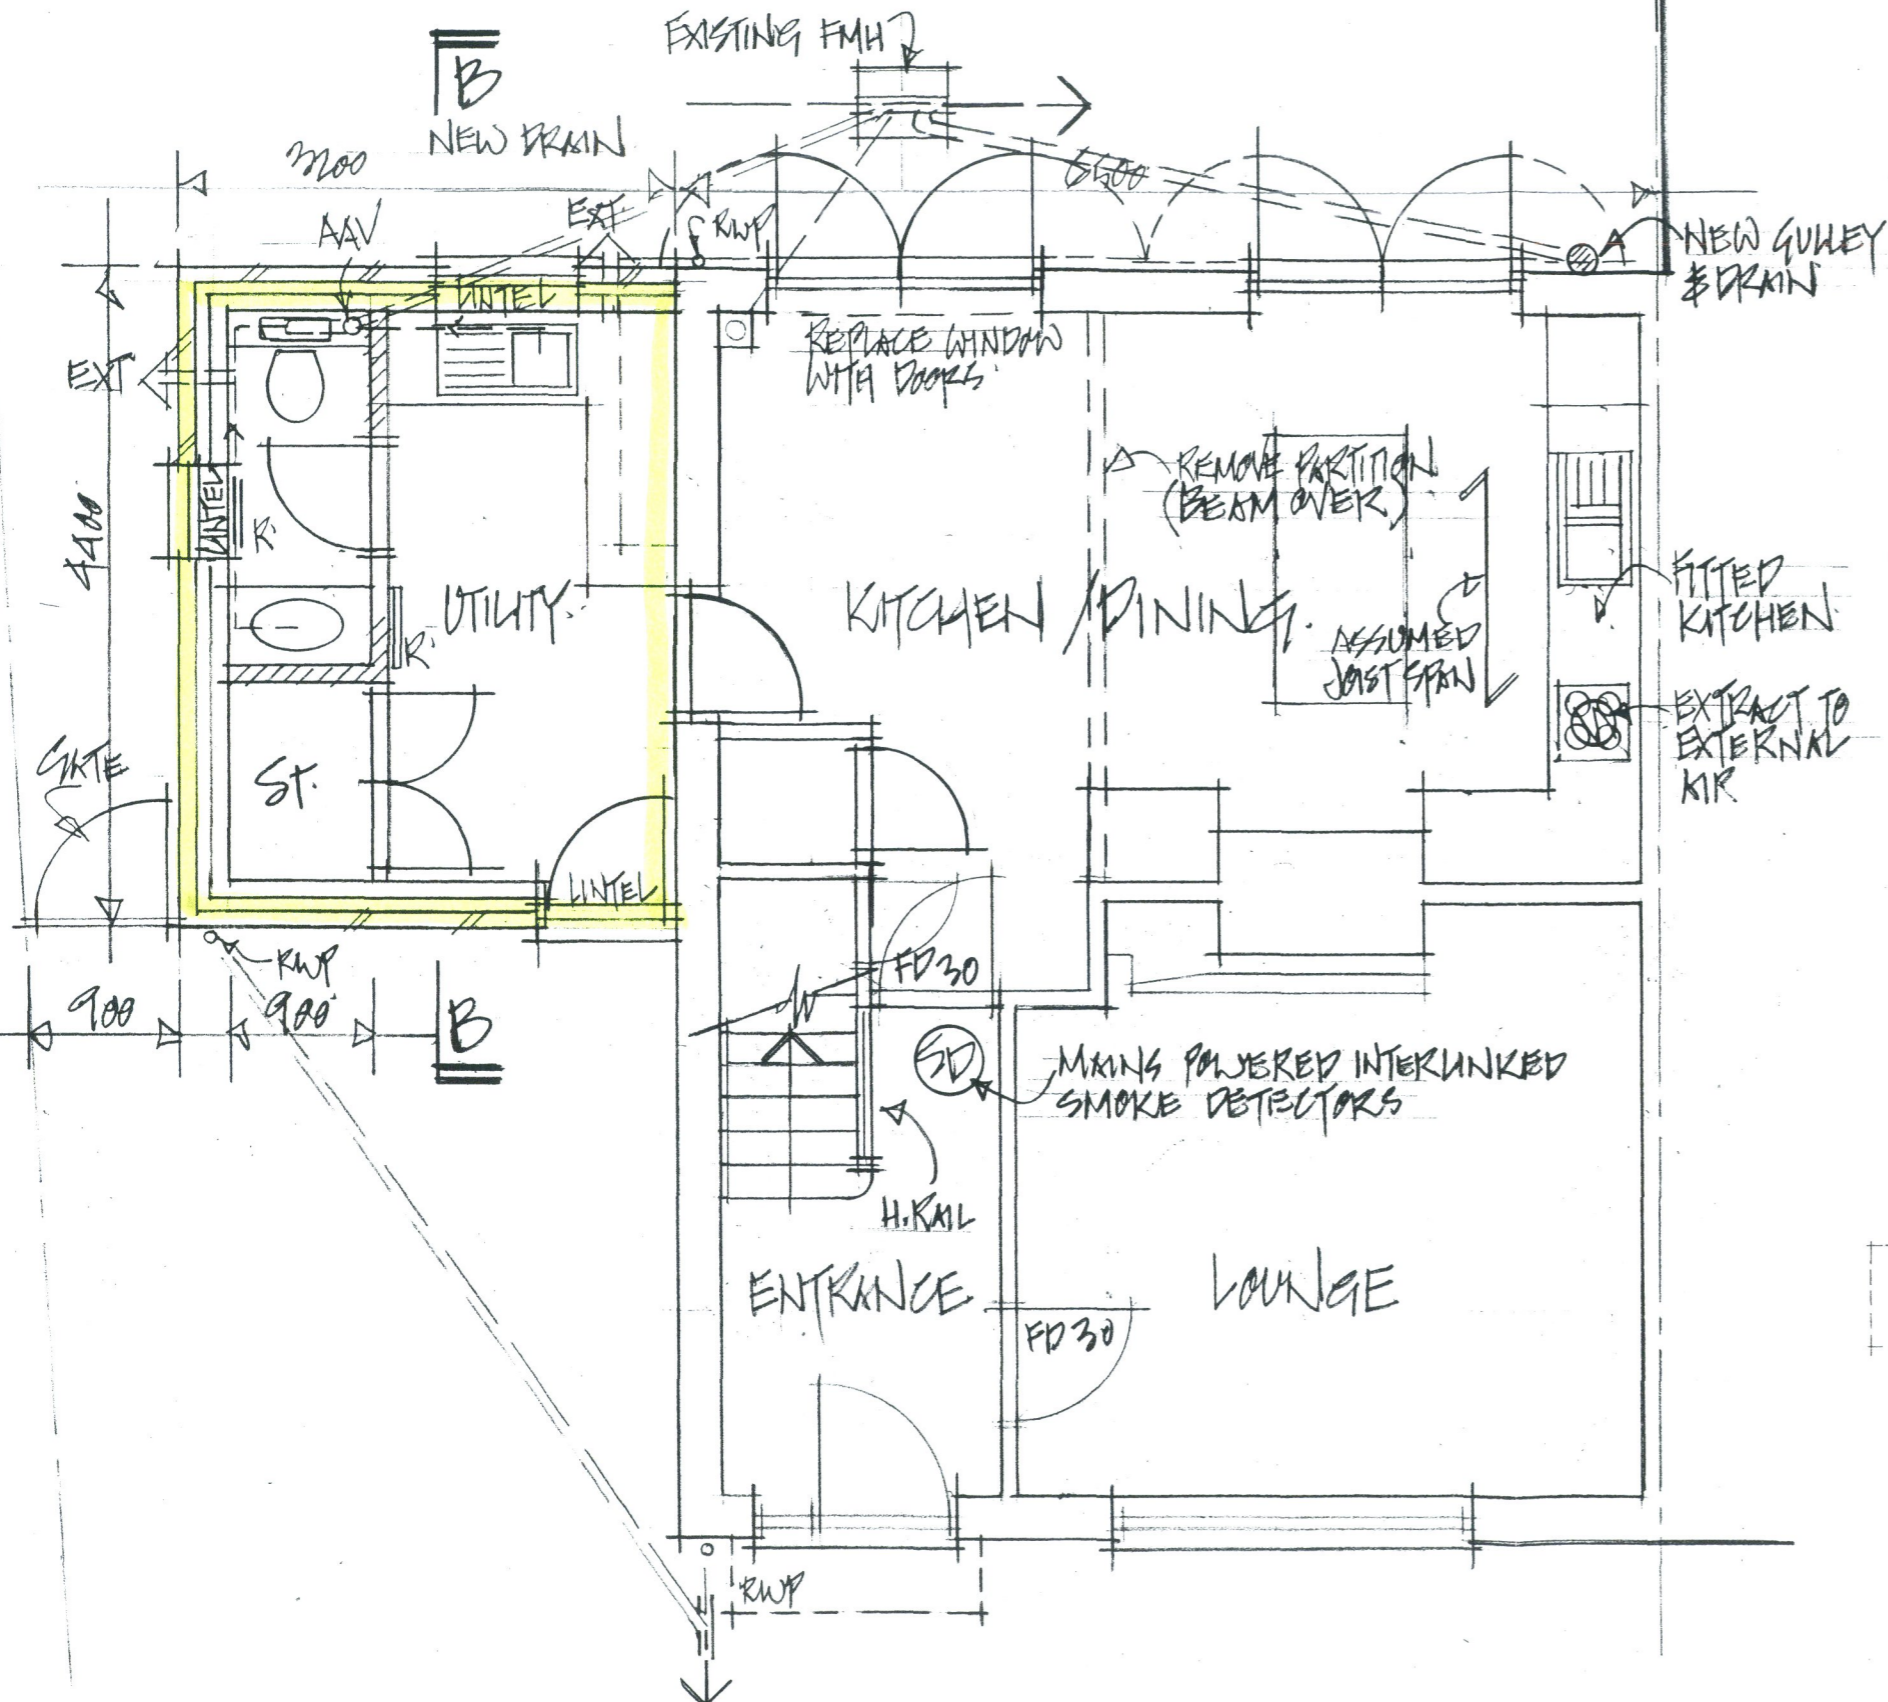 EXISTING FMH
B
NEW DRAIN
3200
6500
AAV
EXT
RWP
NEW GULLEY
& DRAIN
LINTEL
EXT
REPLACE WINDOW
WITH DOORS
REMOVE PARTITION
(BEAM OVER)
LINTEL
R.
4400
UTILITY.
R.
KITCHEN / DINING.
ASSUMED
JOIST SPAN
FITTED
KITCHEN
EXTRACT TO
EXTERNAL
AIR
GATE
St.
LINTEL
RWP
FD30
900
900
B
SD
MAINS POWERED INTERLINKED
SMOKE DETECTORS
H.RAIL
ENTRANCE
LOUNGE
FD30
RWP